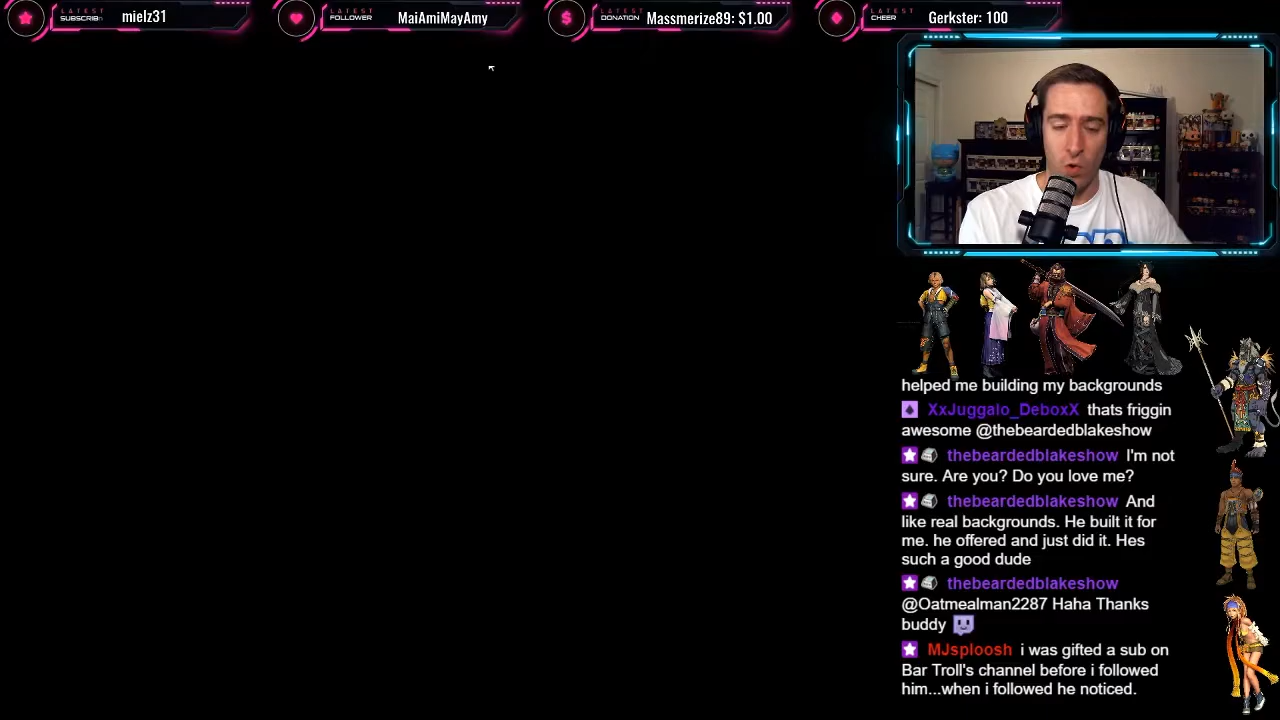 LATEST
SUBSCRIB
mielz31
LATEST
FOLLOWER
MaiAmiMayAmy
LATEST
DONATION
Massmerize89: $1.00
LATEST
CHEER
Gerkster: 100
helped me building my backgrounds
XxJuggalo_DeboxX thats friggin
awesome @thebeardedblakeshow
thebeardedblakeshow I'm not
sure. Are you? Do you love me?
thebeardedblakeshow And
like real backgrounds. He built it for
me. he offered and just did it. Hes
such a good dude
thebeardedblakeshow
@Oatmealman2287 Haha Thanks
buddy
MJsploosh i was gifted a sub on
Bar Troll's channel before i followed
him...when i followed he noticed.